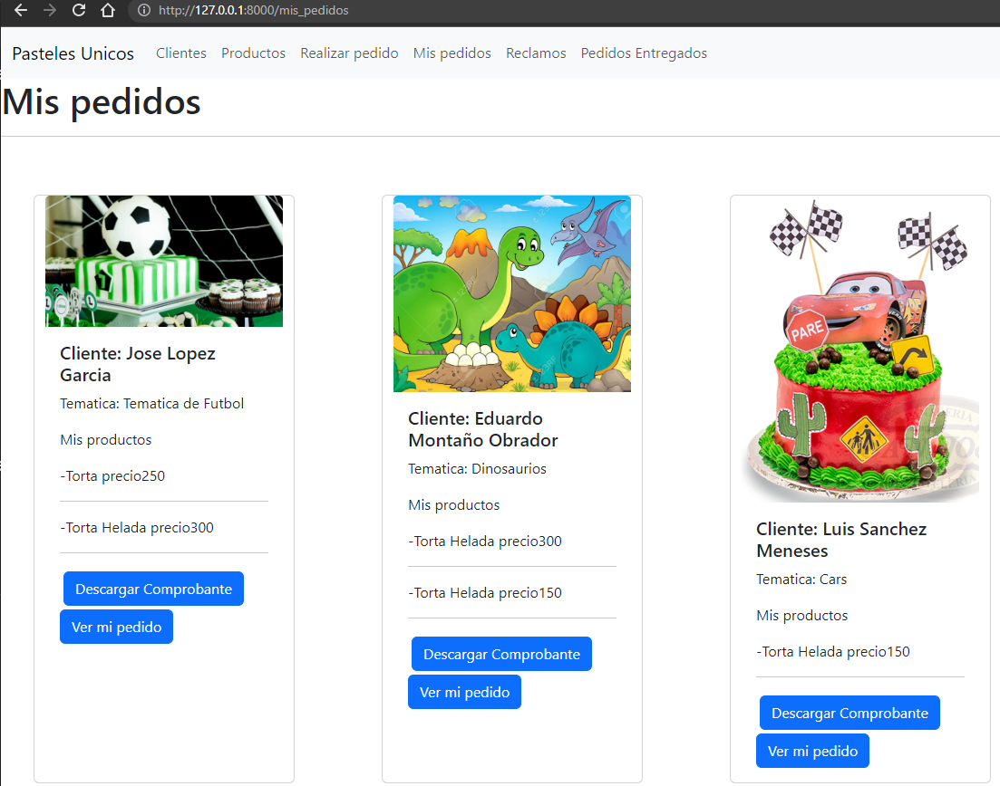 http://127.0.0.1:8000/mis_pedidos
Pasteles Unicos Clientes Productos Realizar pedido Mis pedidos Reclamos Pedidos Entregados
Mis pedidos
Cliente: Jose Lopez
Garcia
Tematica: Tematica de Futbol
Mis productos
-Torta precio250
-Torta Helada precio300
Descargar Comprobante
Ver mi pedido
Cliente: Eduardo
Montaño Obrador
Tematica: Dinosaurios
Mis productos
-Torta Helada precio300
-Torta Helada precio150
Descargar Comprobante
Ver mi pedido
PARE
Cliente: Luis Sanchez
Meneses
Tematica: Cars
Mis productos
-Torta Helada precio150
Descargar Comprobante
Ver mi pedido